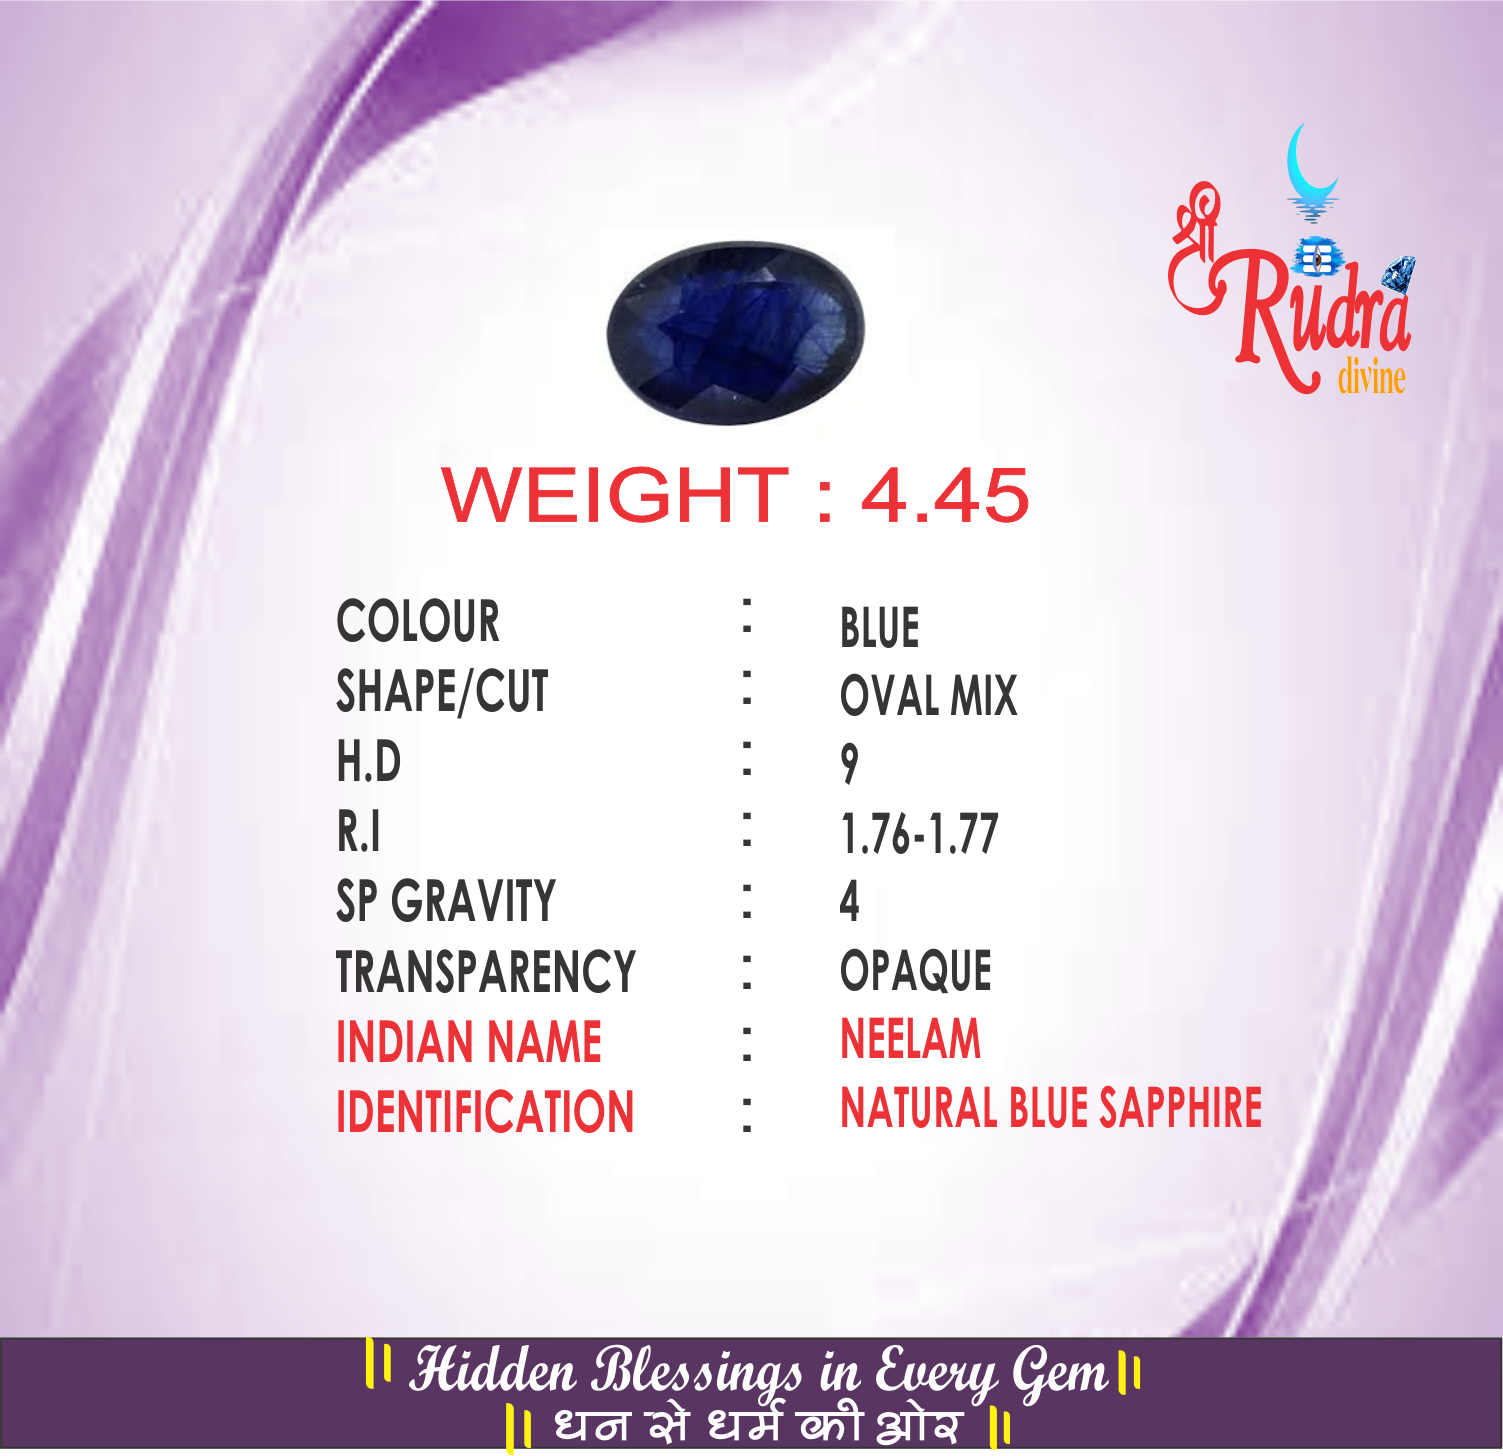 श्री
Rudra
divine
WEIGHT : 4.45
COLOUR : BLUE
SHAPE/CUT : OVAL MIX
H.D : 9
R.I : 1.76-1.77
SP GRAVITY : 4
TRANSPARENCY : OPAQUE
INDIAN NAME : NEELAM
IDENTIFICATION : NATURAL BLUE SAPPHIRE
|| Hidden Blessings in Every Gem ||
|| धन से धर्म की ओर ||